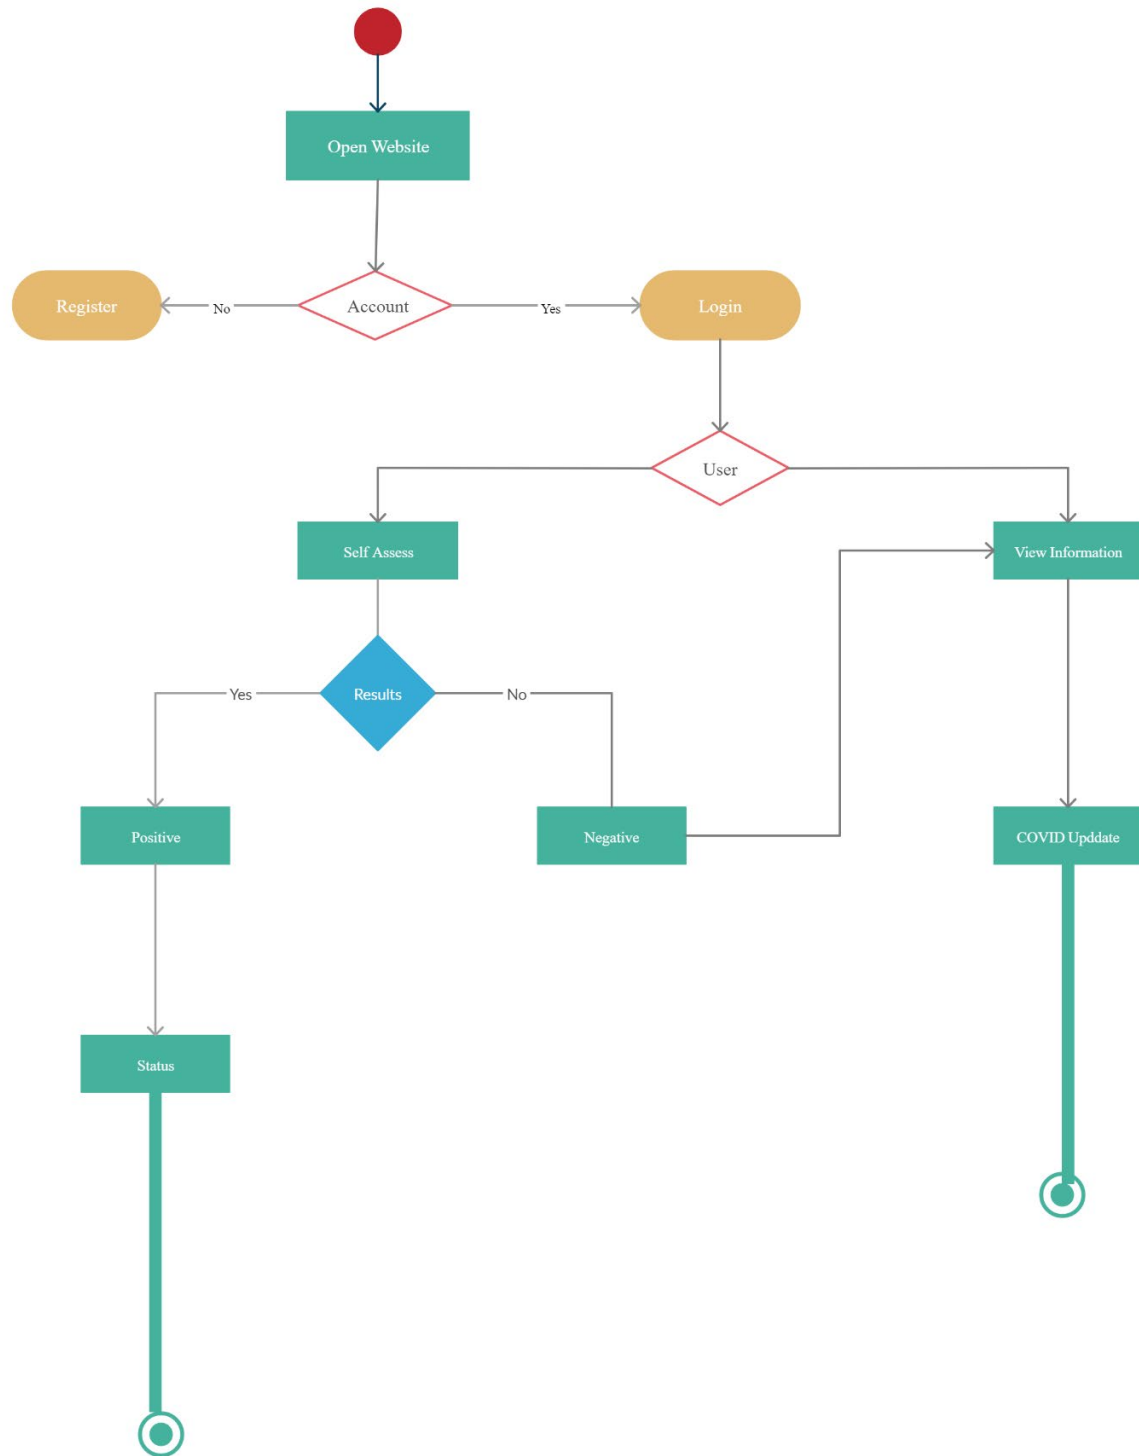 Open Website
Register
No
Account
Yes
Login
User
Self Assess
View Information
Yes
Results
No
Positive
Negative
COVID Upddate
Status